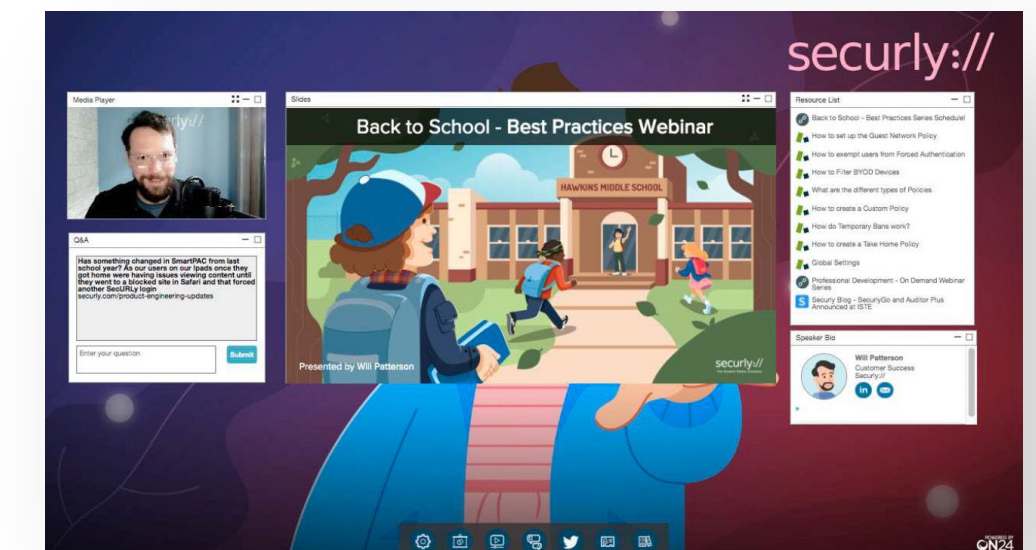 securly://
Media Player
Slides
Back to School - Best Practices Webinar
HAWKINS MIDDLE SCHOOL
Presented by Will Patterson
securly://
Q&A
Has something changed in SmartPAC from last
school year? As our users on our Ipads once they
got home were having issues viewing content until
they went to a blocked site in Safari and that forced
another SecURLy login
securly.com/product-engineering-updates
Enter your question
Submit
Resource List
Back to School - Best Practices Series Schedule!
How to set up the Guest Network Policy
How to exempt users from Forced Authentication
How to Filter BYOD Devices
What are the different types of Policies
How to create a Custom Policy
How do Temporary Bans work?
How to create a Take Home Policy
Global Settings
Professional Development - On Demand Webinar
Series
Securly Blog - SecurlyGo and Auditor Plus
Announced at ISTE
Speaker Bio
Will Patterson
Customer Success
Securly://
in
POWERED BY
ON24